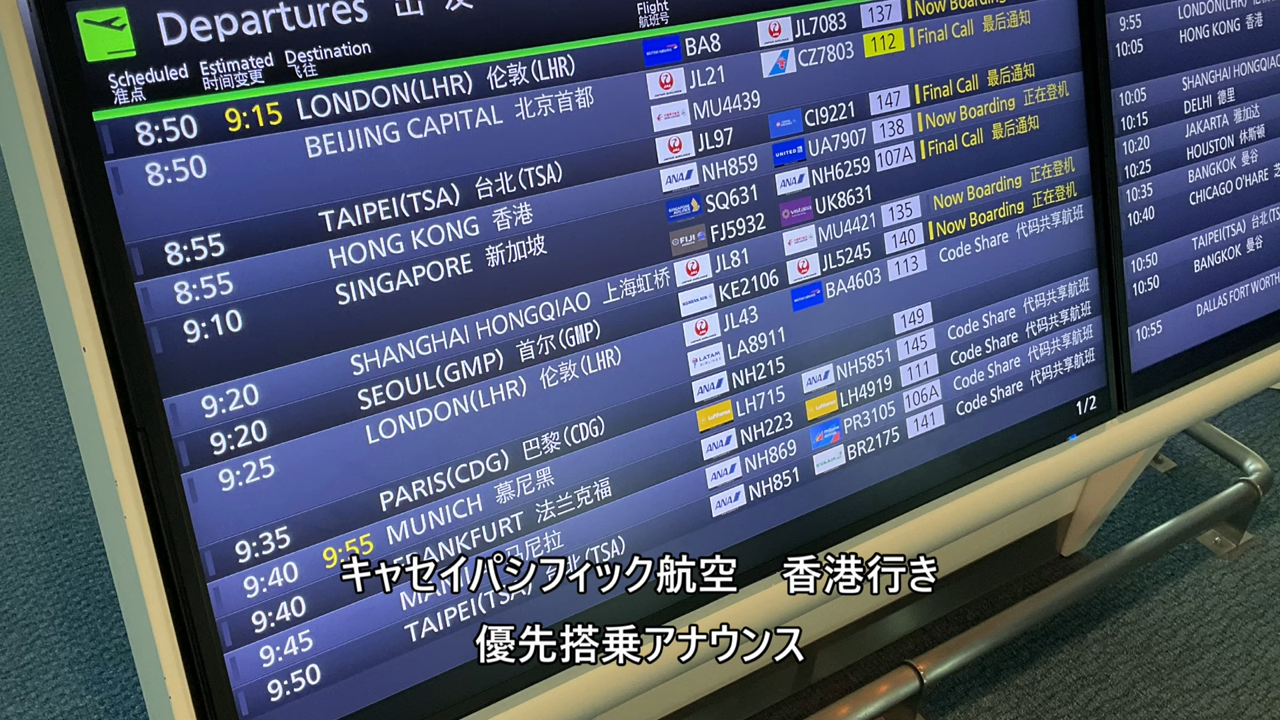 Departures 出发
Scheduled 准点 Estimated 时间变更 Destination 飞往 Flight 航班号
8:50 9:15 LONDON(LHR) 伦敦(LHR) BA8 JL7083 137 Now Boarding
8:50 BEIJING CAPITAL 北京首都 JL21 CZ7803 112 Final Call 最后通知
MU4439
8:55 TAIPEI(TSA) 台北(TSA) JL97 CI9221 147 Final Call 最后通知
8:55 HONG KONG 香港 NH859 UA7907 138 Now Boarding 正在登机
9:10 SINGAPORE 新加坡 SQ631 NH6259 107A Final Call 最后通知
FJ5932 UK8631
9:20 SHANGHAI HONGQIAO 上海虹桥 JL81 MU4421 135 Now Boarding 正在登机
9:20 SEOUL(GMP) 首尔(GMP) KE2106 JL5245 140 Now Boarding 正在登机
9:25 LONDON(LHR) 伦敦(LHR) JL43 BA4603 113 Code Share 代码共享航班
LA8911
9:35 PARIS(CDG) 巴黎(CDG) NH215 149
9:40 9:55 MUNICH 慕尼黑 LH715 NH5851 145 Code Share 代码共享航班
9:40 FRANKFURT 法兰克福 NH223 LH4919 111 Code Share 代码共享航班
9:45 马尼拉 NH869 PR3105 106A Code Share 代码共享航班
9:50 TAIPEI(TSA) (TSA) NH851 BR2175 141 Code Share 代码共享航班
1/2
9:55 LONDON(LHR)
10:05 HONG KONG 香港
10:05 SHANGHAI HONGQIAO
10:15 DELHI 德里
10:20 JAKARTA 雅加达
10:25 HOUSTON 休斯顿
10:35 BANGKOK 曼谷
10:40 CHICAGO O'HARE
10:50 TAIPEI(TSA) 台北
10:50 BANGKOK 曼谷
10:55 DALLAS FORT WORTH
キャセイパシフィック航空 香港行き
優先搭乗アナウンス